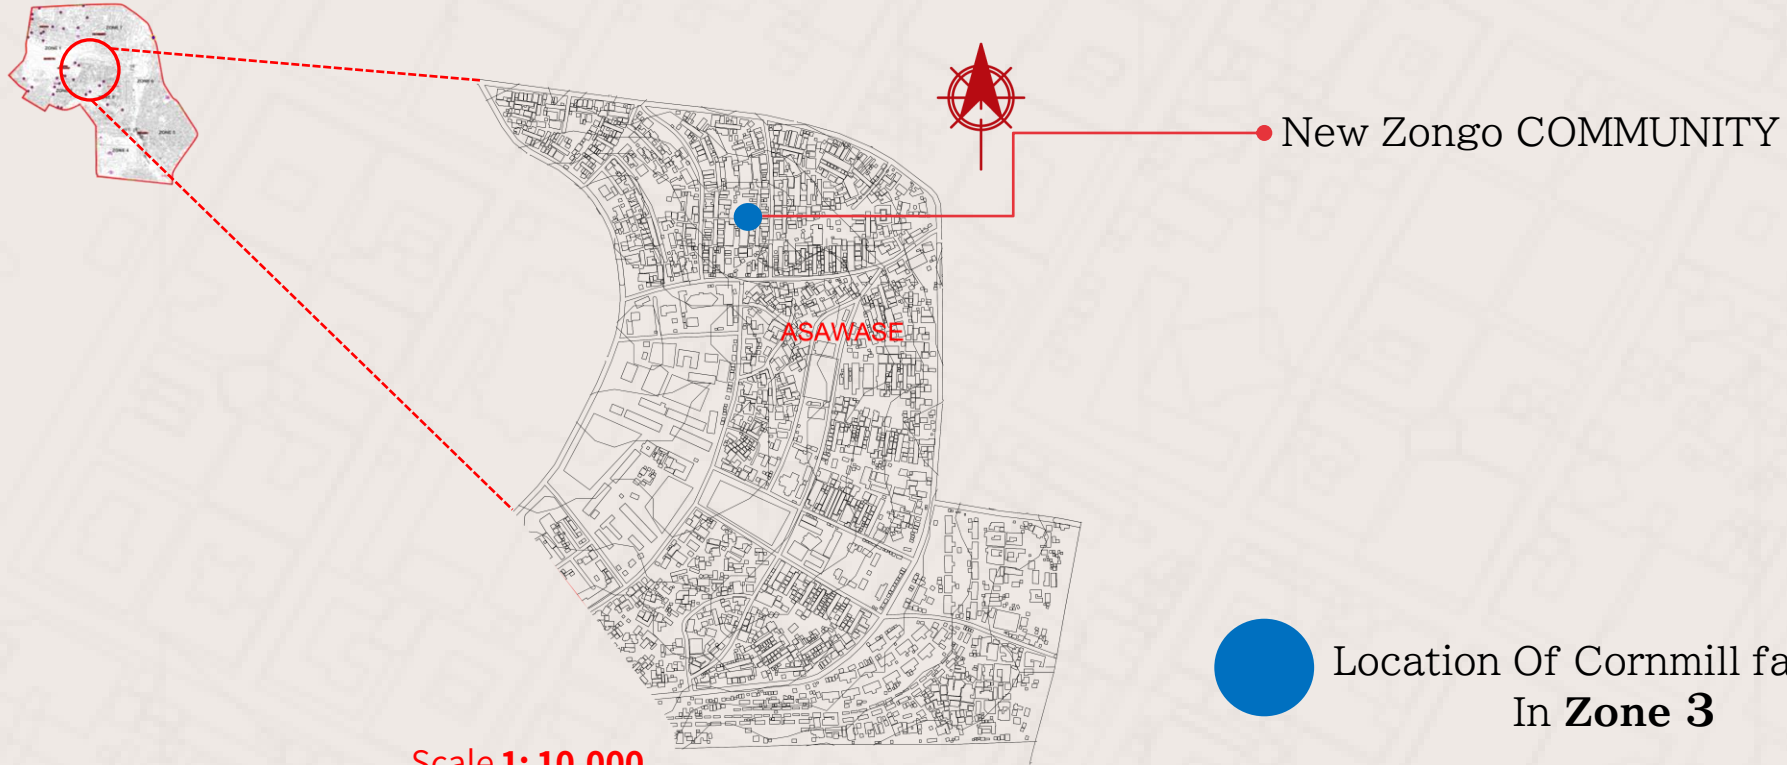 New Zongo COMMUNITY
ASAWASE
Location Of Cornmill fa
In Zone 3
Scale 1: 10,000